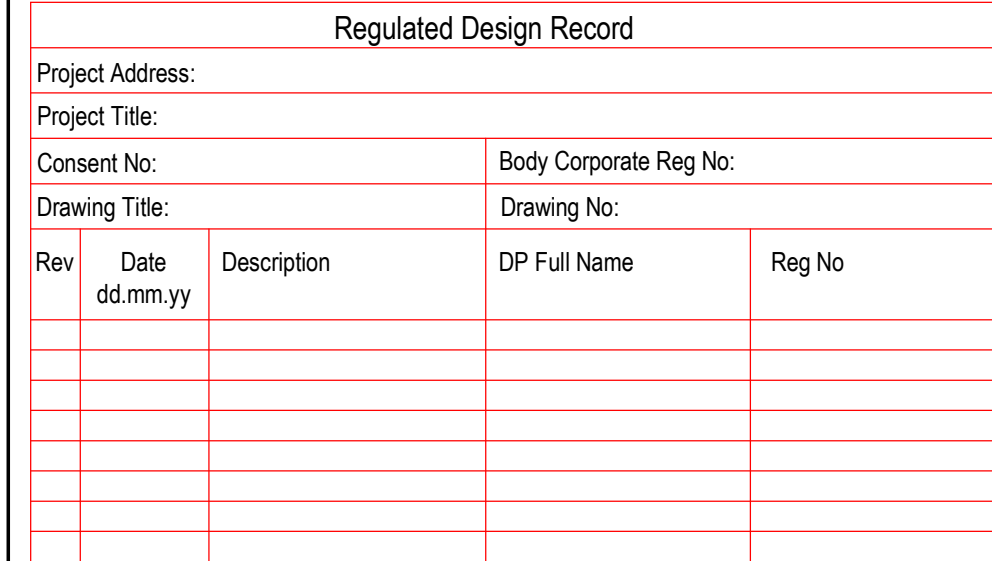 Regulated Design Record
Project Address:
Project Title:
Consent No:
Body Corporate Reg No:
Drawing Title:
Drawing No:
Rev
Date
dd.mm.yy
Description
DP Full Name
Reg No